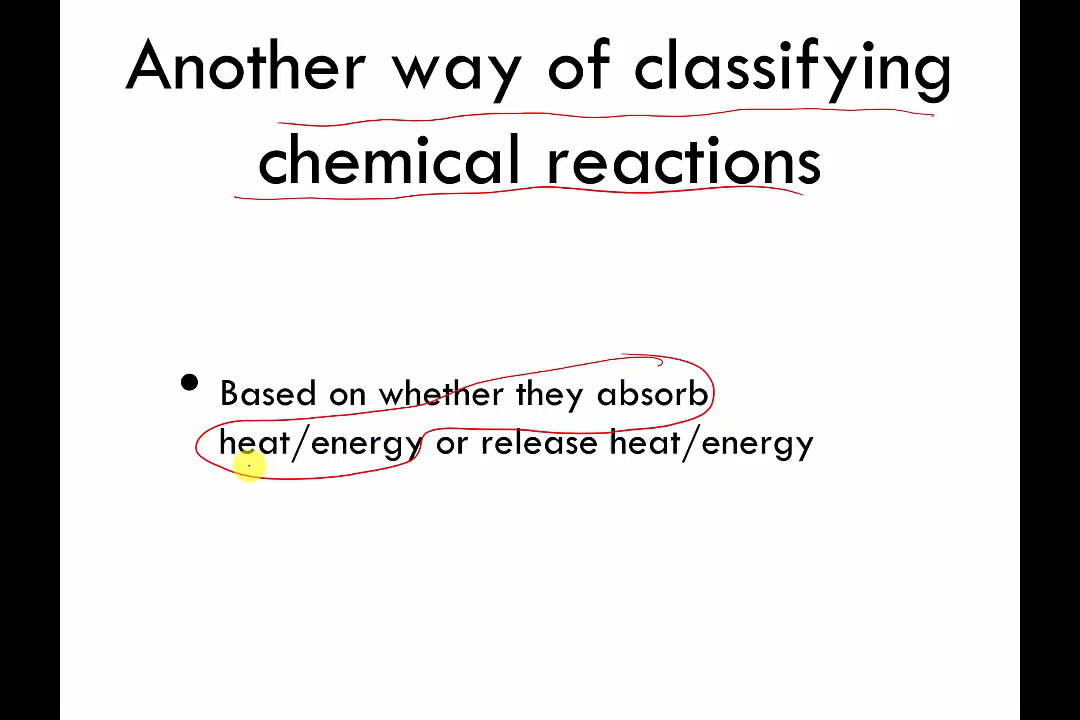 Another way of classifying
chemical reactions
• Based on whether they absorb
heat/energy or release heat/energy